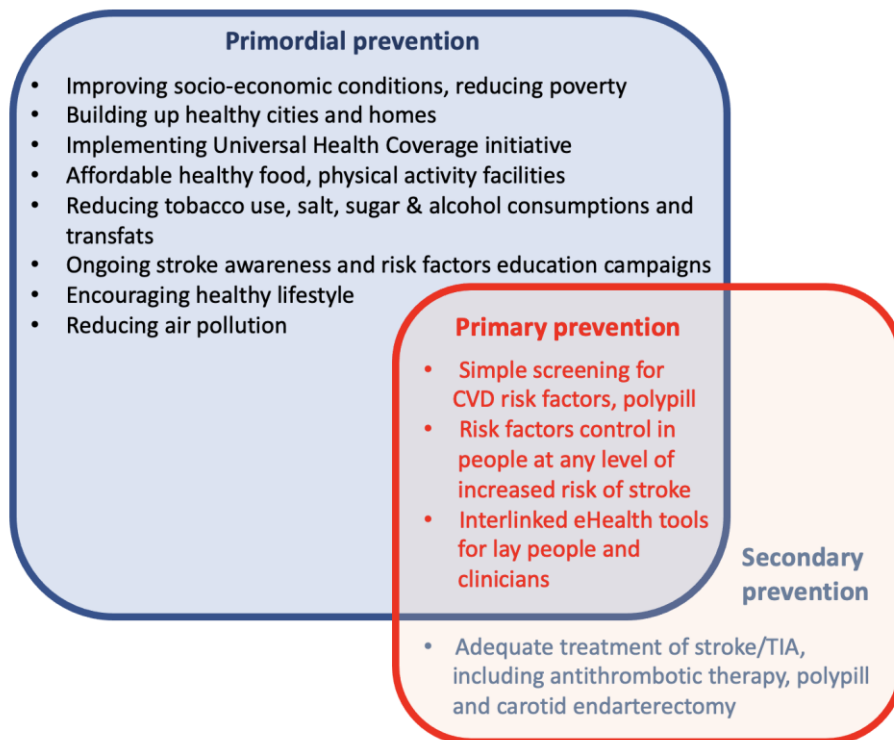 Primordial prevention
• Improving socio-economic conditions, reducing poverty
• Building up healthy cities and homes
• Implementing Universal Health Coverage initiative
• Affordable healthy food, physical activity facilities
• Reducing tobacco use, salt, sugar & alcohol consumptions and
transfats
• Ongoing stroke awareness and risk factors education campaigns
• Encouraging healthy lifestyle
• Reducing air pollution
Primary prevention
• Simple screening for
CVD risk factors, polypill
• Risk factors control in
people at any level of
increased risk of stroke
• Interlinked eHealth tools
for lay people and
clinicians
Secondary
prevention
• Adequate treatment of stroke/TIA,
including antithrombotic therapy, polypill
and carotid endarterectomy